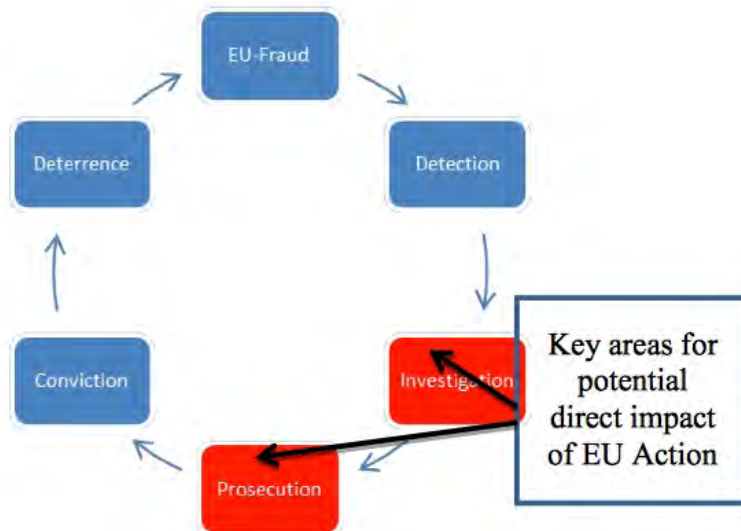 EU-Fraud
Detection
Investigation
Prosecution
Conviction
Deterrence
Key areas for
potential
direct impact
of EU Action